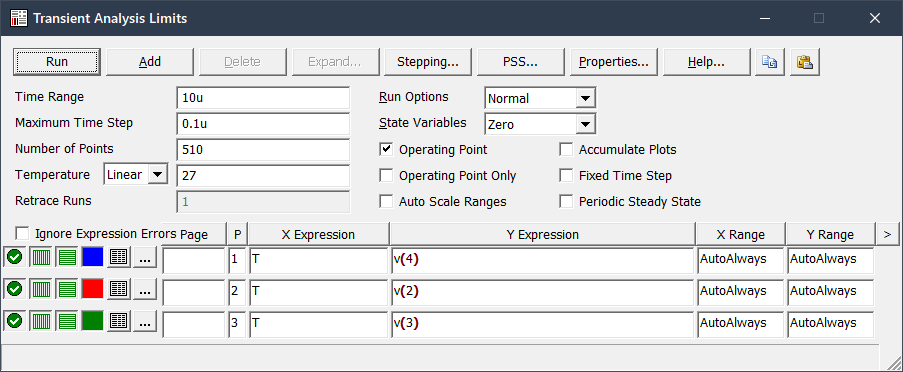 Transient Analysis Limits
Run Add Delete Expand... Stepping... PSS... Properties... Help...
Time Range 10u Run Options Normal
Maximum Time Step 0.1u State Variables Zero
Number of Points 510 Operating Point Accumulate Plots
Temperature Linear 27 Operating Point Only Fixed Time Step
Retrace Runs 1 Auto Scale Ranges Periodic Steady State
Ignore Expression Errors Page P X Expression Y Expression X Range Y Range >
... 1 T v(4) AutoAlways AutoAlways
... 2 T v(2) AutoAlways AutoAlways
... 3 T v(3) AutoAlways AutoAlways